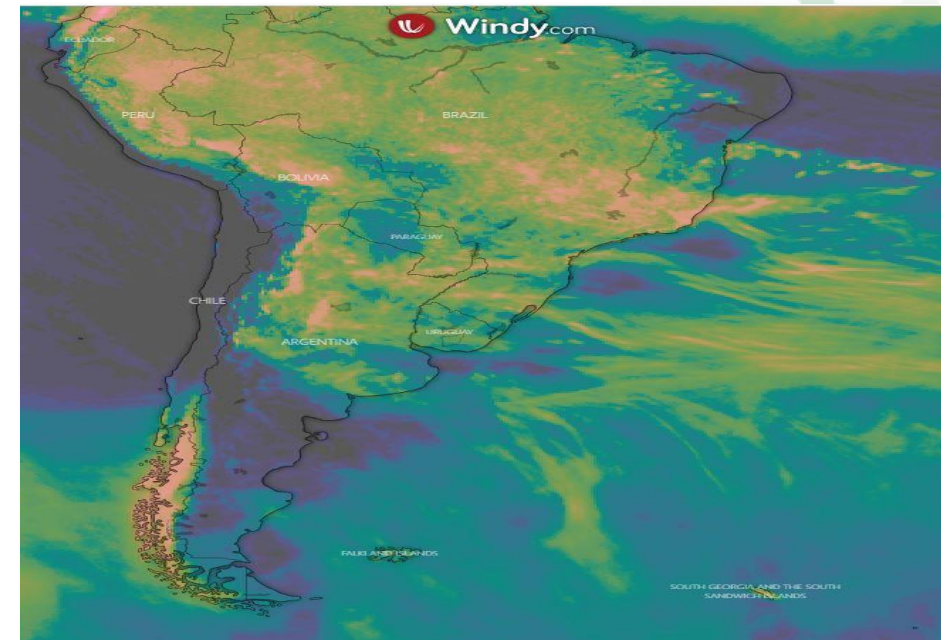 Windy.com
ECUADOR
PERU
BRAZIL
BOLIVIA
PARAGUAY
CHILE
URUGUAY
ARGENTINA
FALKLAND ISLANDS
SOUTH GEORGIA AND THE SOUTH
SANDWICH ISLANDS